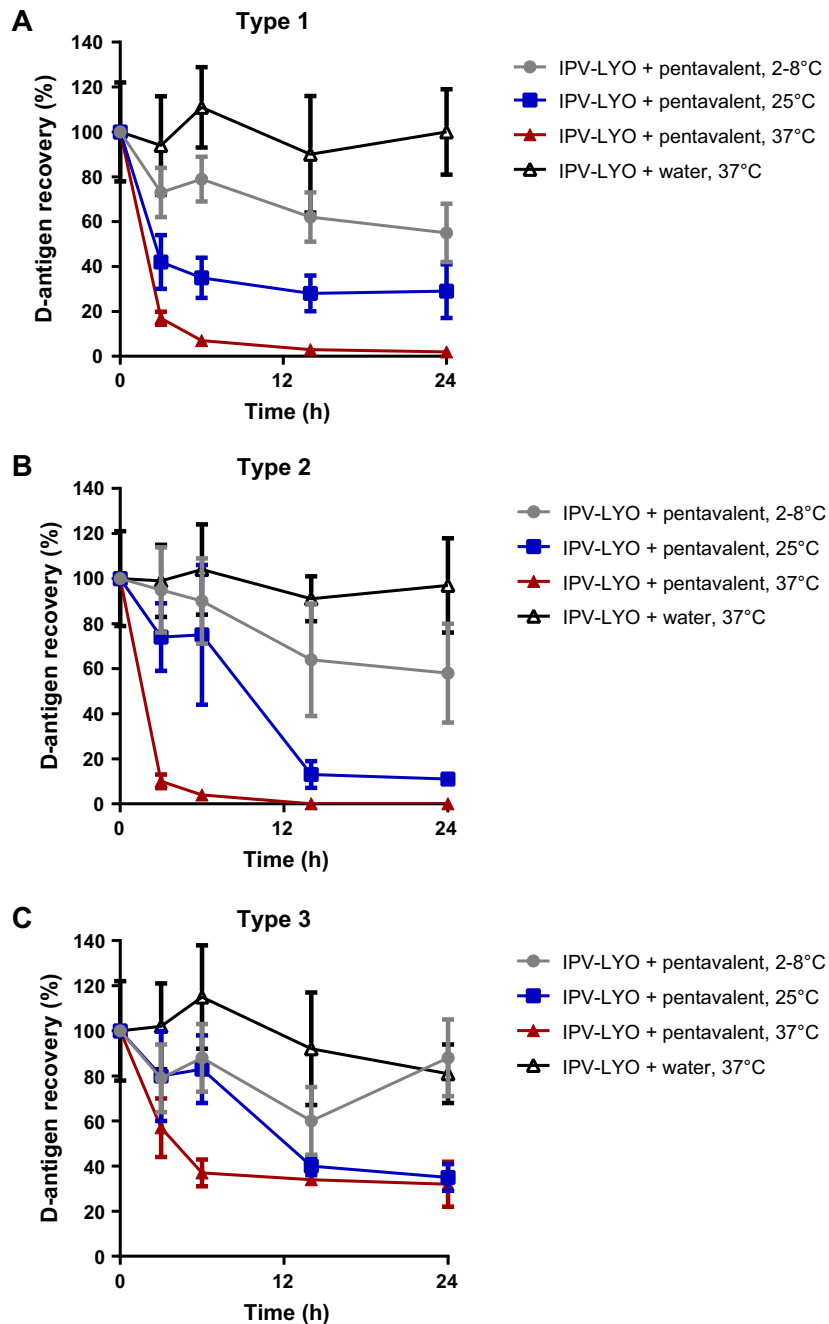 A
Type 1
140
120
100
80
60
40
20
0
D-antigen recovery (%)
0 12 24
Time (h)
IPV-LYO + pentavalent, 2-8°C
IPV-LYO + pentavalent, 25°C
IPV-LYO + pentavalent, 37°C
IPV-LYO + water, 37°C
B
Type 2
140
120
100
80
60
40
20
0
D-antigen recovery (%)
0 12 24
Time (h)
IPV-LYO + pentavalent, 2-8°C
IPV-LYO + pentavalent, 25°C
IPV-LYO + pentavalent, 37°C
IPV-LYO + water, 37°C
C
Type 3
140
120
100
80
60
40
20
0
D-antigen recovery (%)
0 12 24
Time (h)
IPV-LYO + pentavalent, 2-8°C
IPV-LYO + pentavalent, 25°C
IPV-LYO + pentavalent, 37°C
IPV-LYO + water, 37°C